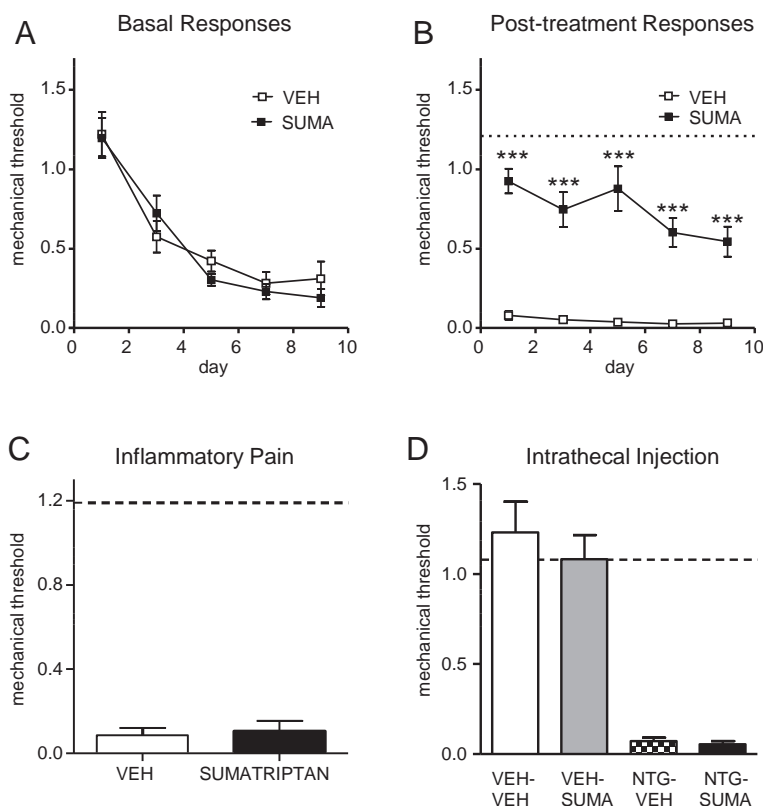 A
Basal Responses
mechanical threshold
1.5
1.0
0.5
0.0
VEH
SUMA
0 2 4 6 8 10
day
B
Post-treatment Responses
mechanical threshold
1.5
1.0
0.5
0.0
VEH
SUMA
*** *** *** *** ***
0 2 4 6 8 10
day
C
Inflammatory Pain
mechanical threshold
1.2
0.8
0.4
0.0
VEH SUMATRIPTAN
D
Intrathecal Injection
mechanical threshold
1.5
1.0
0.5
0.0
VEH- VEH- NTG- NTG-
VEH SUMA VEH SUMA